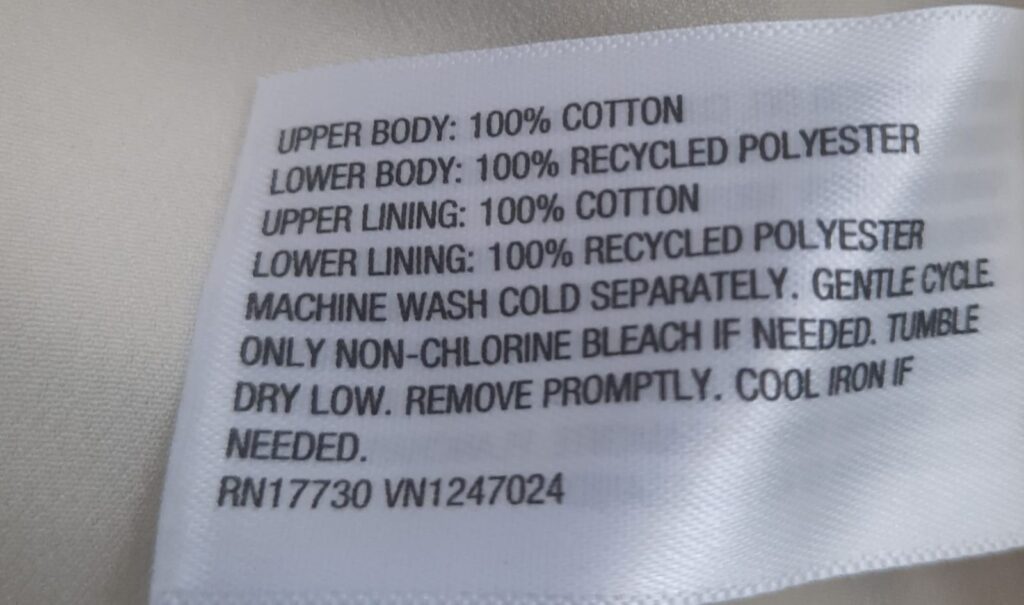 UPPER BODY: 100% COTTON
LOWER BODY: 100% RECYCLED POLYESTER
UPPER LINING: 100% COTTON
LOWER LINING: 100% RECYCLED POLYESTER
MACHINE WASH COLD SEPARATELY. GENTLE CYCLE.
ONLY NON-CHLORINE BLEACH IF NEEDED. TUMBLE
DRY LOW. REMOVE PROMPTLY. COOL IRON IF
NEEDED.
RN17730 VN1247024